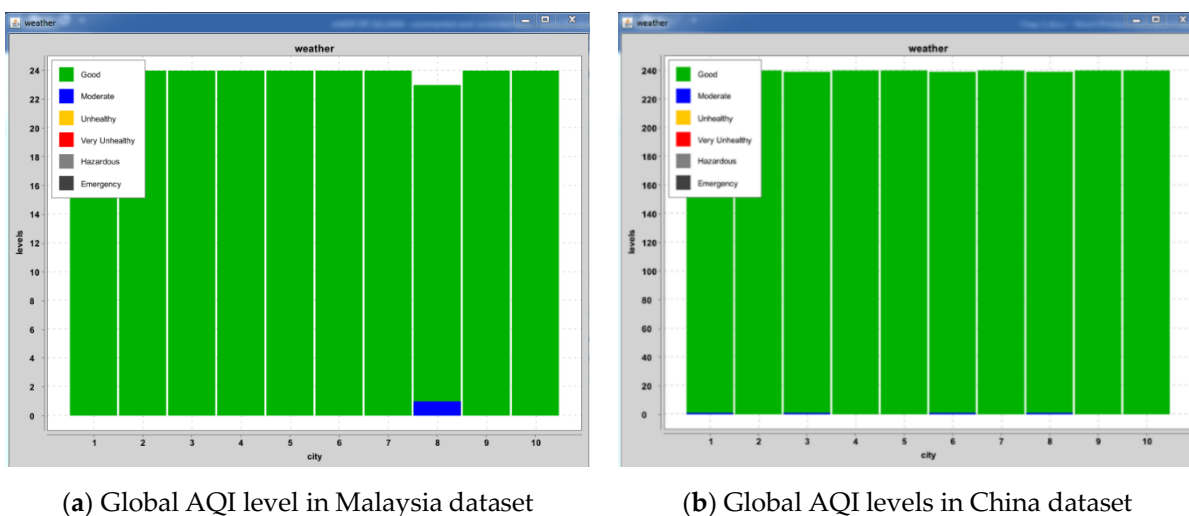 weather
weather
24
22
20
18
16
14
12
10
8
6
4
2
0
levels
Good
Moderate
Unhealthy
Very Unhealthy
Hazardous
Emergency
1 2 3 4 5 6 7 8 9 10
city
(a) Global AQI level in Malaysia dataset
weather
weather
240
220
200
180
160
140
120
100
80
60
40
20
0
levels
Good
Moderate
Unhealthy
Very Unhealthy
Hazardous
Emergency
1 2 3 4 5 6 7 8 9 10
city
(b) Global AQI levels in China dataset